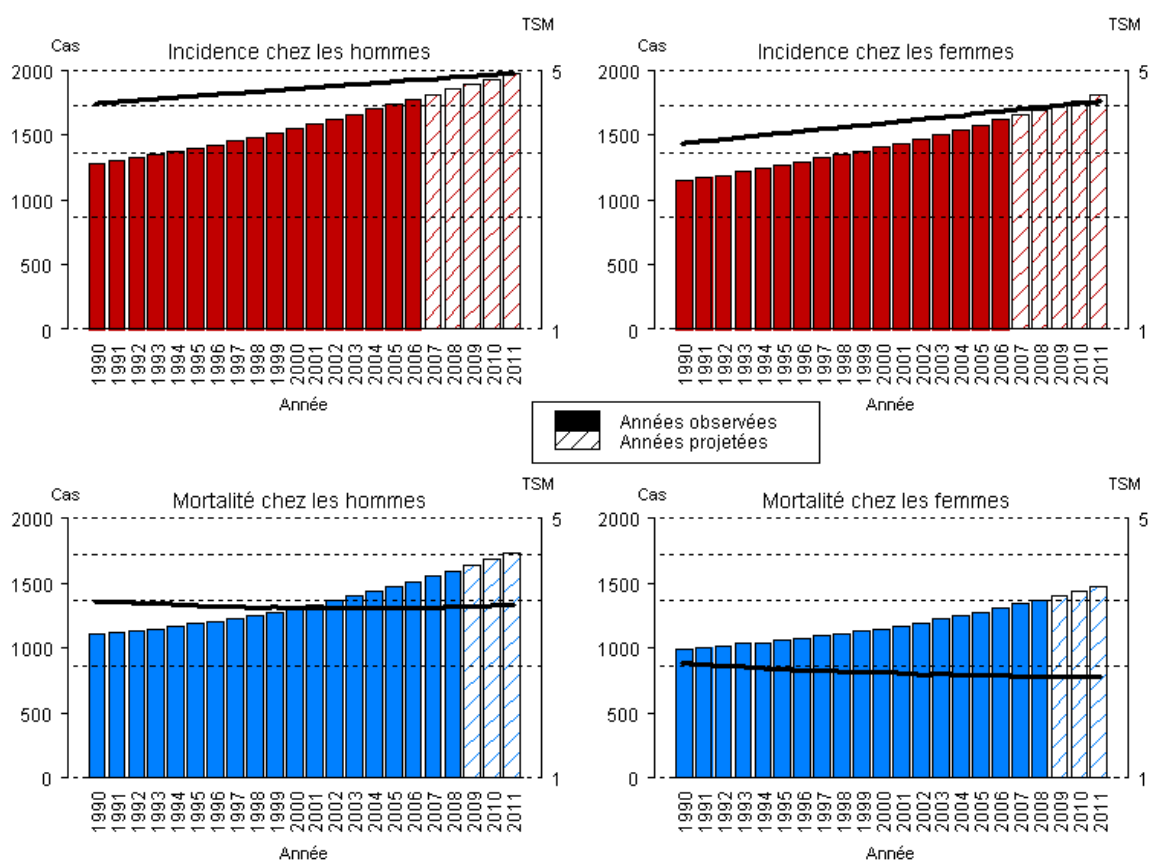 Incidence chez les hommes
Cas
TSM
2000
1500
1000
500
0
5
1
1990 1991 1992 1993 1994 1995 1996 1997 1998 1999 2000 2001 2002 2003 2004 2005 2006 2007 2008 2009 2010 2011
Année
Incidence chez les femmes
Cas
TSM
2000
1500
1000
500
0
5
1
1990 1991 1992 1993 1994 1995 1996 1997 1998 1999 2000 2001 2002 2003 2004 2005 2006 2007 2008 2009 2010 2011
Année
Années observées
Années projetées
Mortalité chez les hommes
Cas
TSM
2000
1500
1000
500
0
5
1
1990 1991 1992 1993 1994 1995 1996 1997 1998 1999 2000 2001 2002 2003 2004 2005 2006 2007 2008 2009 2010 2011
Année
Mortalité chez les femmes
Cas
TSM
2000
1500
1000
500
0
5
1
1990 1991 1992 1993 1994 1995 1996 1997 1998 1999 2000 2001 2002 2003 2004 2005 2006 2007 2008 2009 2010 2011
Année